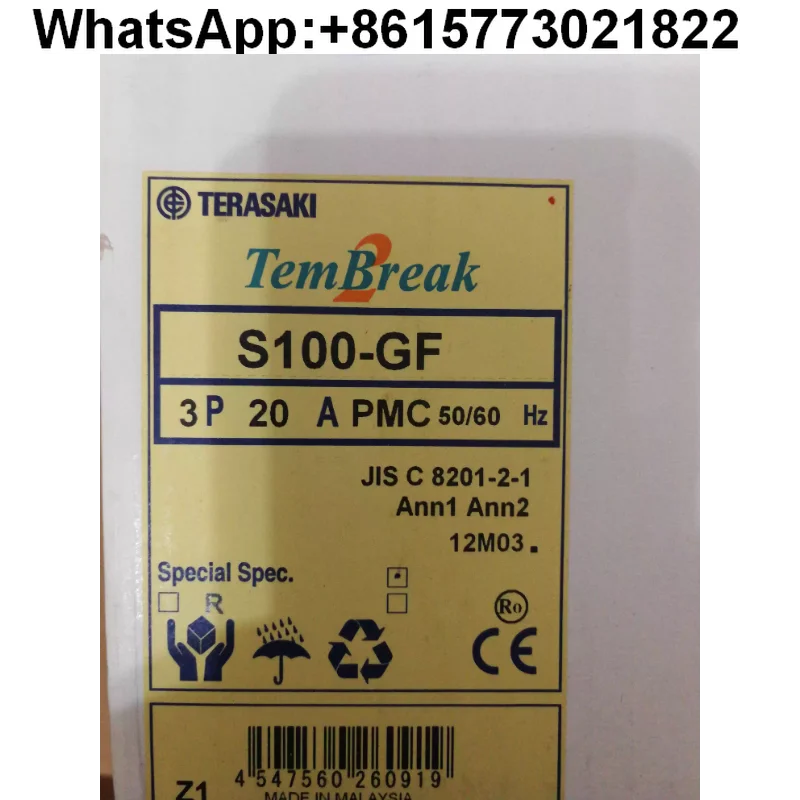 WhatsApp:+8615773021822
TERASAKI
TemBreak 2
S100-GF
3P 20 A PMC 50/60 Hz
JIS C 8201-2-1
Ann1 Ann2
12M03.
Special Spec.
R
Ro
CE
4 547560 260919
Z1
MADE IN MALAYSIA